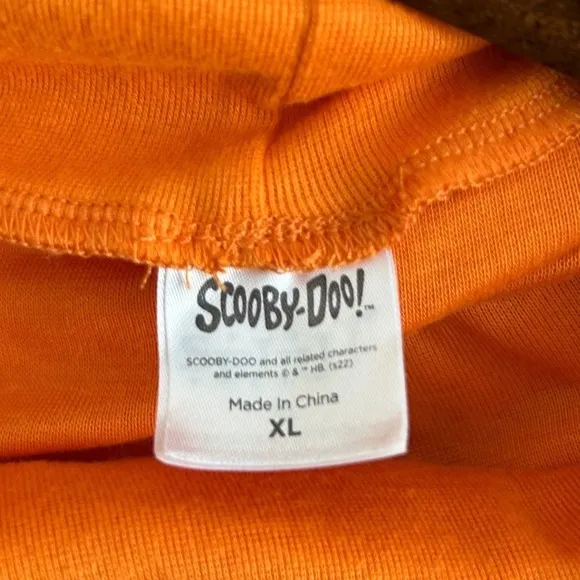 SCOOBY-DOO!™
SCOOBY-DOO and all related characters
and elements © & ™ HB. (s22)
Made In China
XL